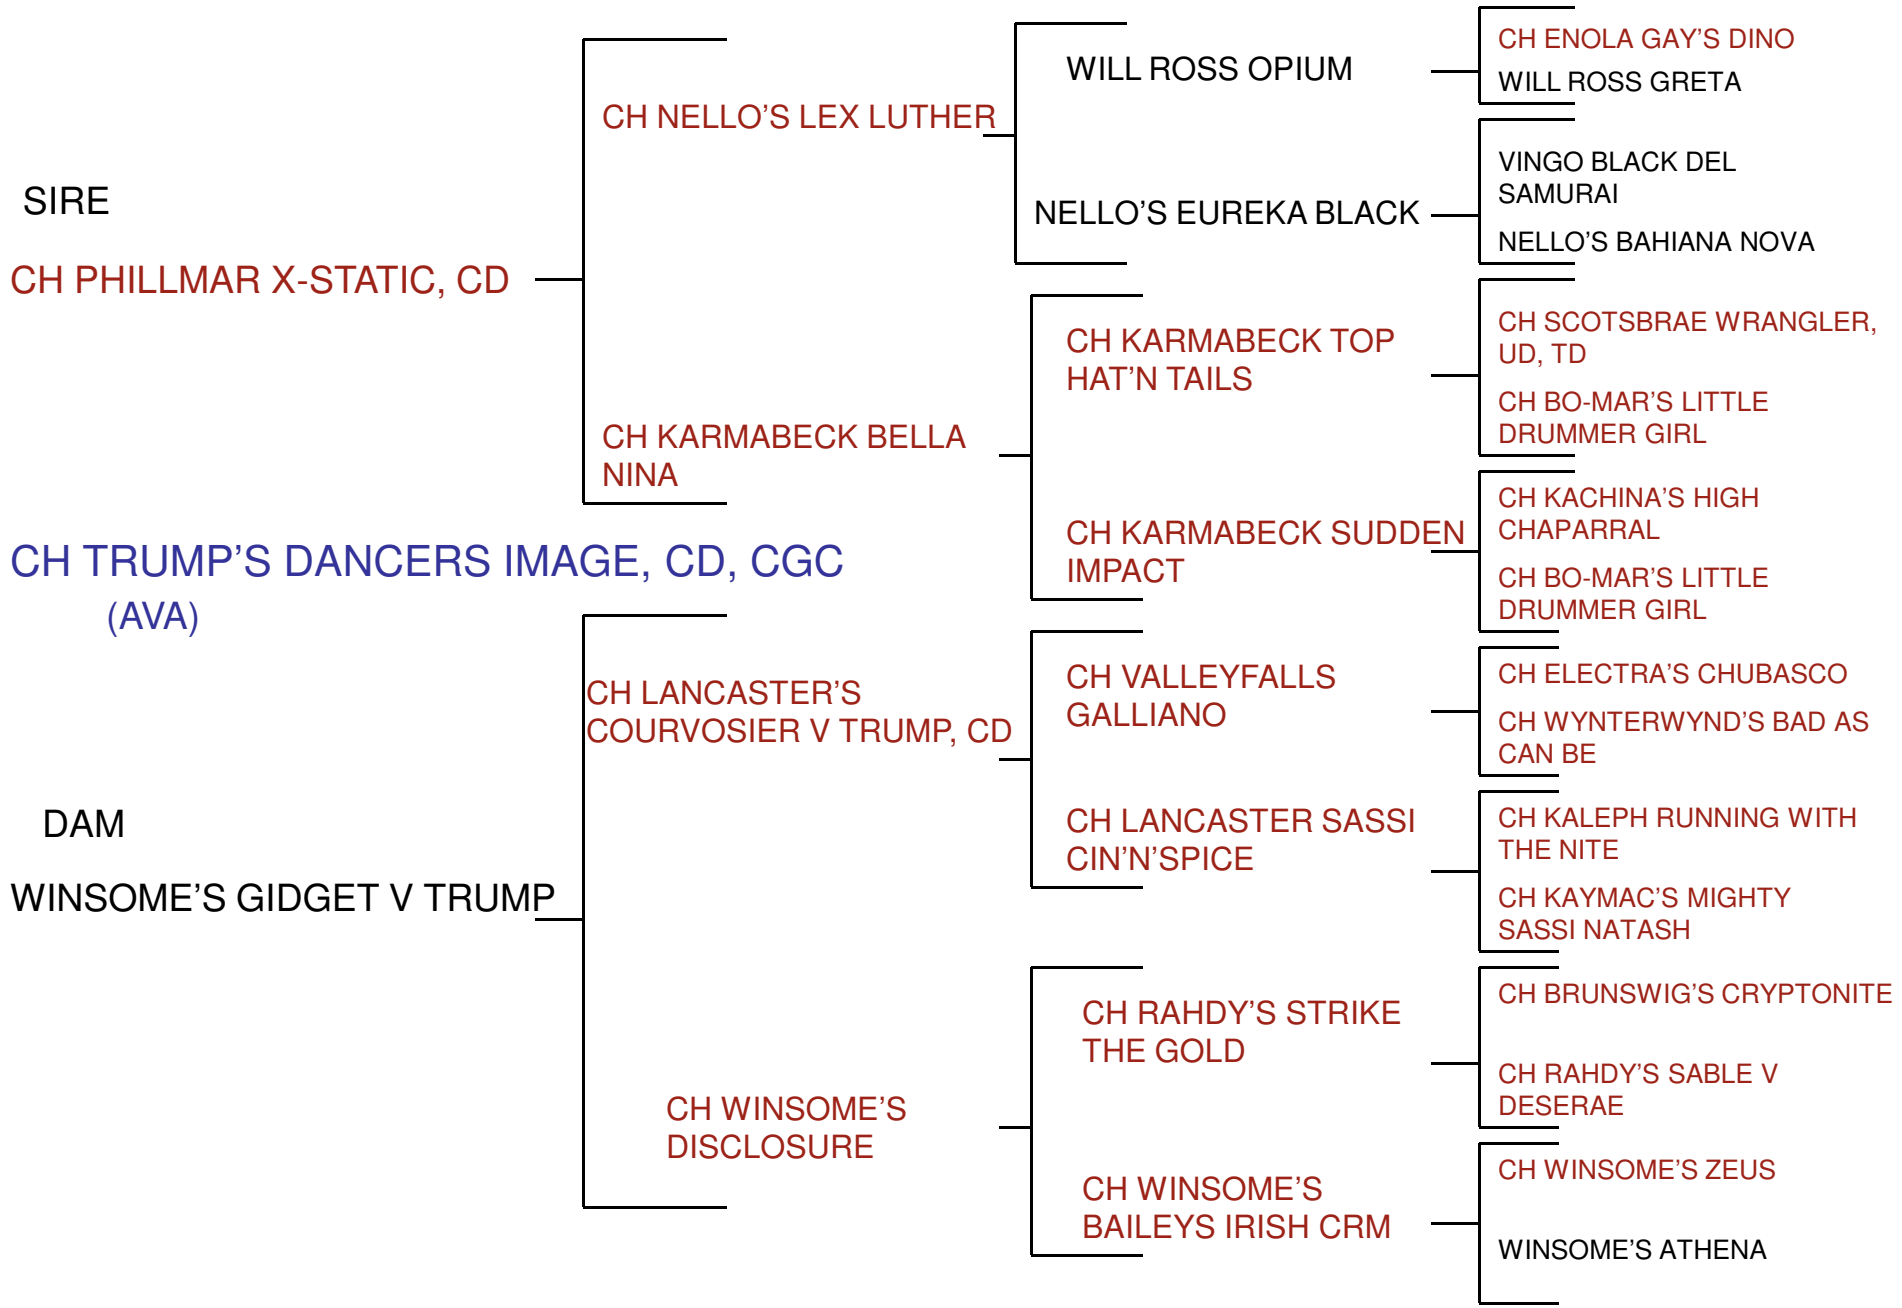 SIRE
CH PHILLMAR X-STATIC, CD
CH TRUMP'S DANCERS IMAGE, CD, CGC
(AVA)
DAM
WINSOME'S GIDGET V TRUMP
CH NELLO'S LEX LUTHER
CH KARMABECK BELLA
NINA
CH LANCASTER'S
COURVOSIER V TRUMP, CD
CH WINSOME'S
DISCLOSURE
WILL ROSS OPIUM
NELLO'S EUREKA BLACK
CH KARMABECK TOP
HAT'N TAILS
CH KARMABECK SUDDEN
IMPACT
CH VALLEYFALLS
GALLIANO
CH LANCASTER SASSI
CIN'N'SPICE
CH RAHDY'S STRIKE
THE GOLD
CH WINSOME'S
BAILEYS IRISH CRM
CH ENOLA GAY'S DINO
WILL ROSS GRETA
VINGO BLACK DEL
SAMURAI
NELLO'S BAHIANA NOVA
CH SCOTSBRAE WRANGLER,
UD, TD
CH BO-MAR'S LITTLE
DRUMMER GIRL
CH KACHINA'S HIGH
CHAPARRAL
CH BO-MAR'S LITTLE
DRUMMER GIRL
CH ELECTRA'S CHUBASCO
CH WYNTERWYND'S BAD AS
CAN BE
CH KALEPH RUNNING WITH
THE NITE
CH KAYMAC'S MIGHTY
SASSI NATASH
CH BRUNSWIG'S CRYPTONITE
CH RAHDY'S SABLE V
DESERAE
CH WINSOME'S ZEUS
WINSOME'S ATHENA